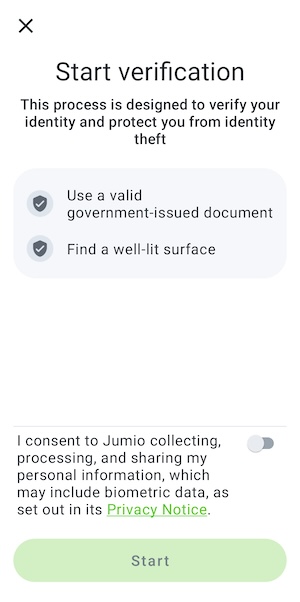 Start verification
This process is designed to verify your
identity and protect you from identity
theft
Use a valid
government-issued document
Find a well-lit surface
I consent to Jumio collecting,
processing, and sharing my
personal information, which
may include biometric data, as
set out in its Privacy Notice.
Start